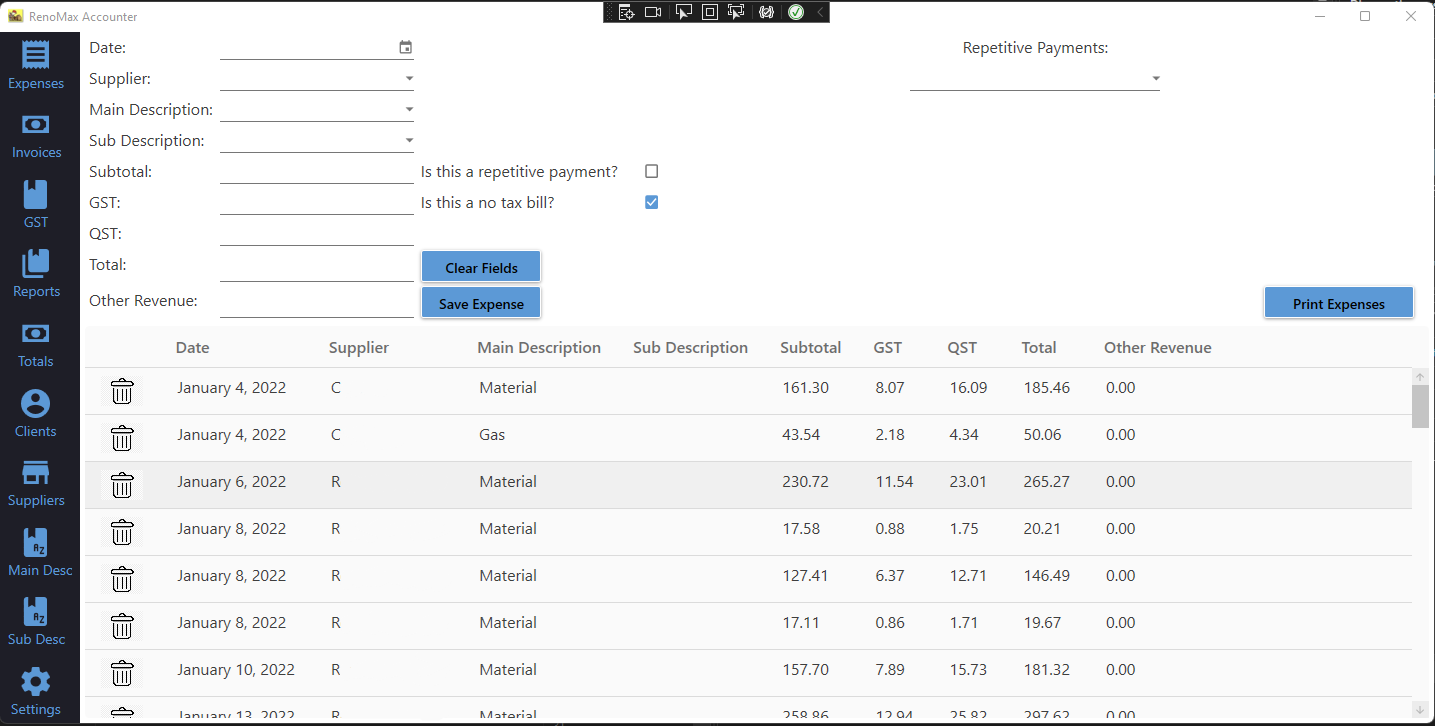 RenoMax Accounter
Expenses
Invoices
GST
Reports
Totals
Clients
Suppliers
Main Desc
Sub Desc
Settings
Date:
Supplier:
Main Description:
Sub Description:
Subtotal:
Is this a repetitive payment?
GST:
Is this a no tax bill?
QST:
Total:
Clear Fields
Other Revenue:
Save Expense
Repetitive Payments:
Print Expenses
Date Supplier Main Description Sub Description Subtotal GST QST Total Other Revenue
January 4, 2022 C Material 161.30 8.07 16.09 185.46 0.00
January 4, 2022 C Gas 43.54 2.18 4.34 50.06 0.00
January 6, 2022 R Material 230.72 11.54 23.01 265.27 0.00
January 8, 2022 R Material 17.58 0.88 1.75 20.21 0.00
January 8, 2022 R Material 127.41 6.37 12.71 146.49 0.00
January 8, 2022 R Material 17.11 0.86 1.71 19.67 0.00
January 10, 2022 R Material 157.70 7.89 15.73 181.32 0.00
January 13, 2022 R Material 258.86 12.94 25.82 297.62 0.00